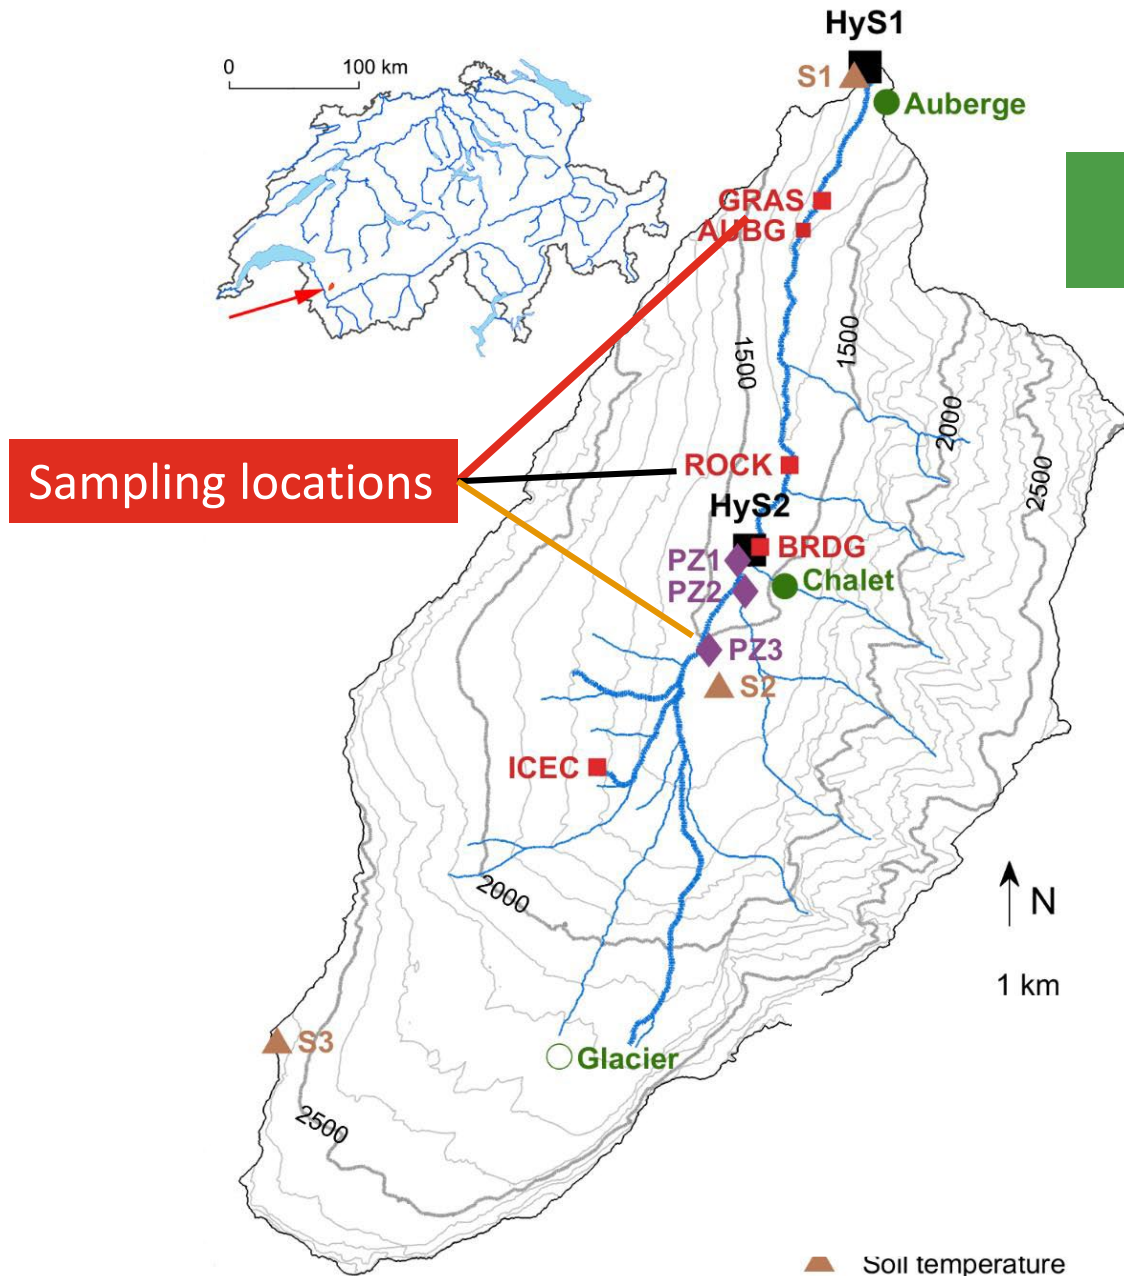 HyS1
0 100 km
S1
Auberge
GRAS
AUBG
1500
1500
2000
2500
Sampling locations
ROCK
HyS2
BRDG
PZ1
Chalet
PZ2
PZ3
S2
ICEC
2000
N
1 km
S3
Glacier
2500
Soil temperature